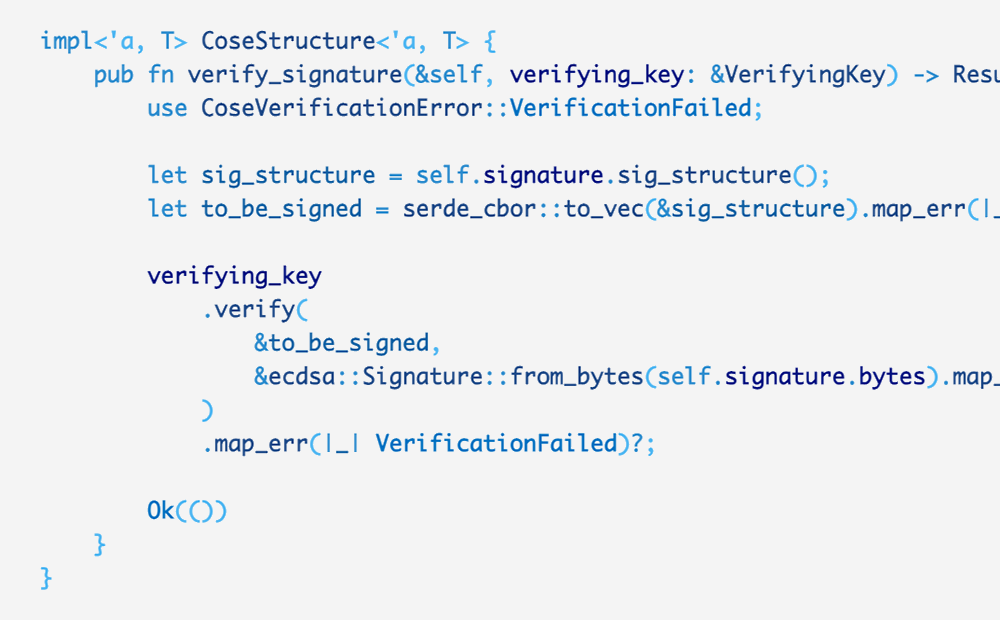 impl<'a, T> CoseStructure<'a, T> {
    pub fn verify_signature(&self, verifying_key: &VerifyingKey) -> Resu
        use CoseVerificationError::VerificationFailed;

        let sig_structure = self.signature.sig_structure();
        let to_be_signed = serde_cbor::to_vec(&sig_structure).map_err(|_

        verifying_key
            .verify(
                &to_be_signed,
                &ecdsa::Signature::from_bytes(self.signature.bytes).map_
            )
            .map_err(|_| VerificationFailed)?;

        Ok(())
    }
}